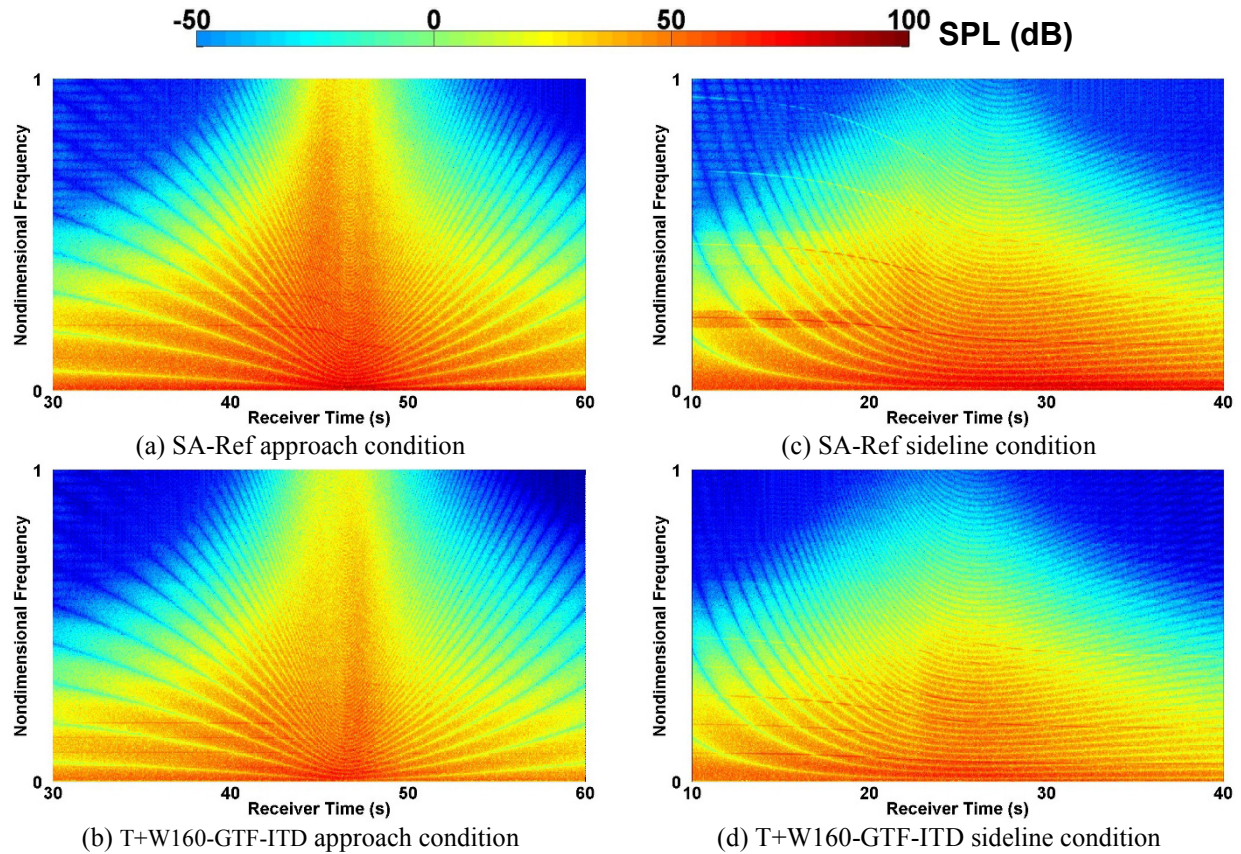 -50 0 50 100 SPL (dB)
1
Nondimensional Frequency
0
30 40 50 60
Receiver Time (s)
(a) SA-Ref approach condition
1
Nondimensional Frequency
0
10 20 30 40
Receiver Time (s)
(c) SA-Ref sideline condition
1
Nondimensional Frequency
0
30 40 50 60
Receiver Time (s)
(b) T+W160-GTF-ITD approach condition
1
Nondimensional Frequency
0
10 20 30 40
Receiver Time (s)
(d) T+W160-GTF-ITD sideline condition